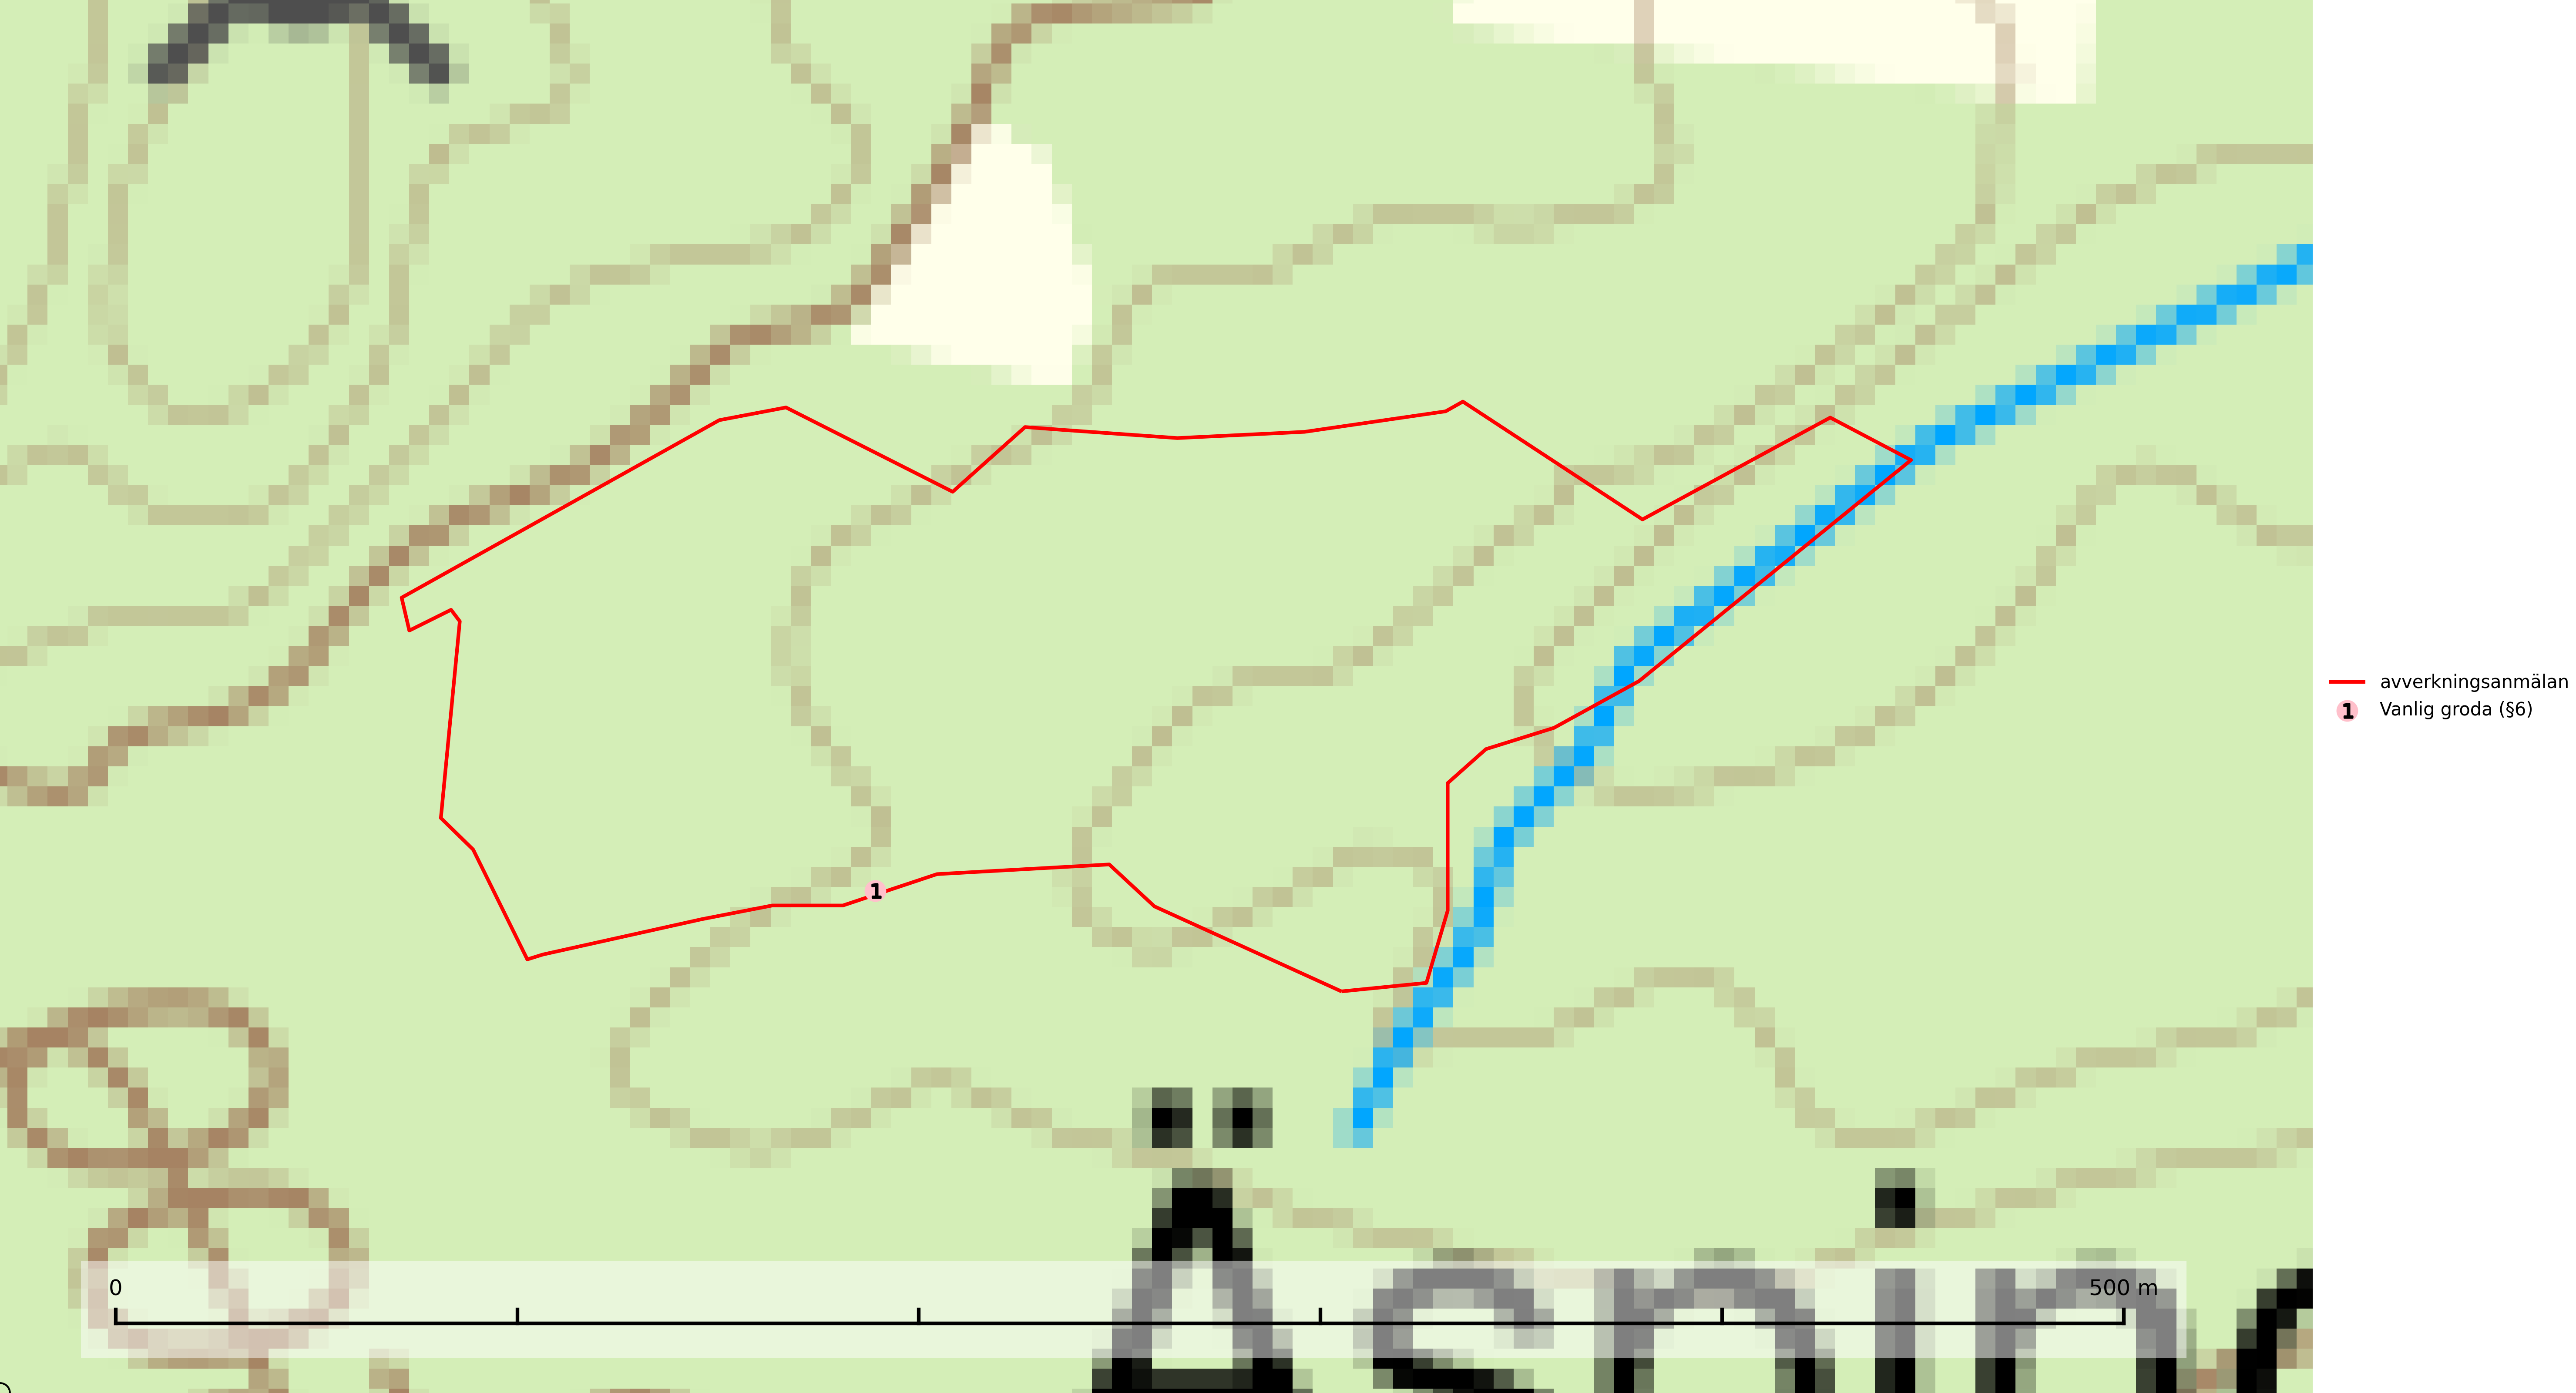 avverkningsanmälan
1 Vanlig groda (§6)
1
0 500 m